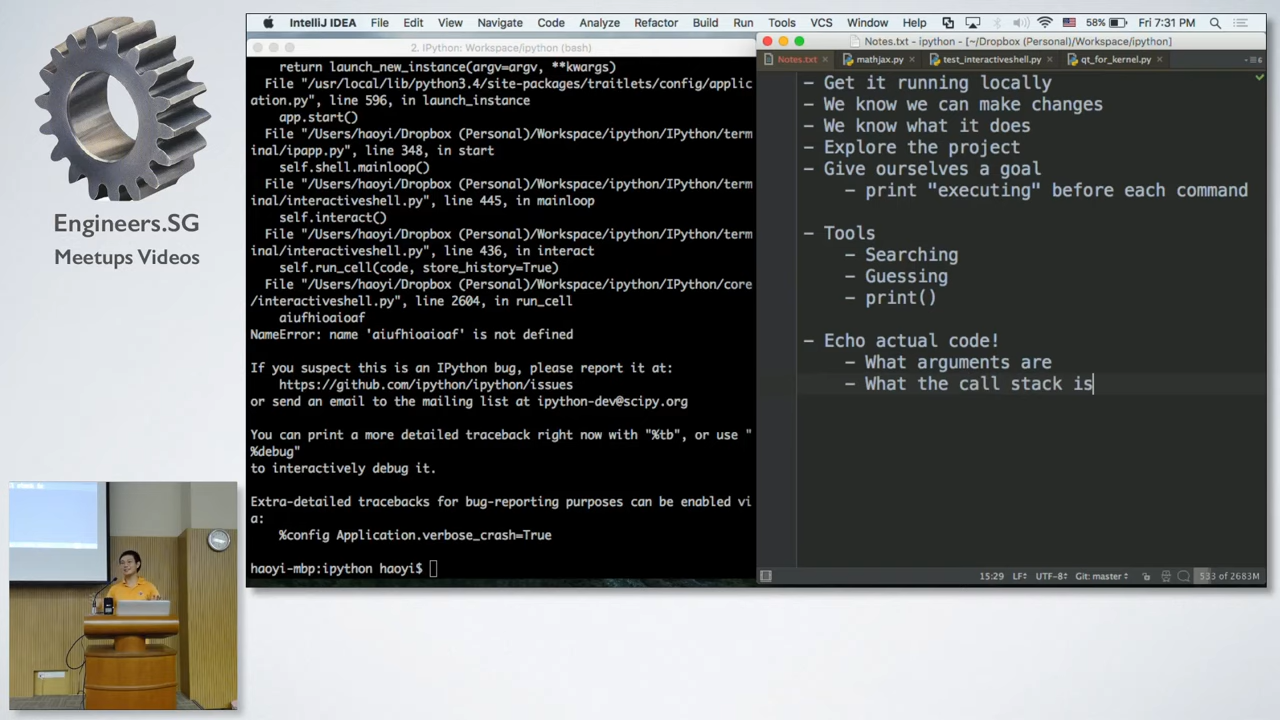 Engineers.SG
Meetups Videos
IntelliJ IDEA File Edit View Navigate Code Analyze Refactor Build Run Tools VCS Window Help 58% Fri 7:31 PM
2. IPython: Workspace/ipython (bash)
return launch_new_instance(argv=argv, **kwargs)
File "/usr/local/lib/python3.4/site-packages/traitlets/config/applic
ation.py", line 596, in launch_instance
app.start()
File "/Users/haoyi/Dropbox (Personal)/Workspace/ipython/IPython/term
inal/ipapp.py", line 348, in start
self.shell.mainloop()
File "/Users/haoyi/Dropbox (Personal)/Workspace/ipython/IPython/term
inal/interactiveshell.py", line 445, in mainloop
self.interact()
File "/Users/haoyi/Dropbox (Personal)/Workspace/ipython/IPython/term
inal/interactiveshell.py", line 436, in interact
self.run_cell(code, store_history=True)
File "/Users/haoyi/Dropbox (Personal)/Workspace/ipython/IPython/core
/interactiveshell.py", line 2604, in run_cell
aiufhioaioaf
NameError: name 'aiufhioaioaf' is not defined
If you suspect this is an IPython bug, please report it at:
https://github.com/ipython/ipython/issues
or send an email to the mailing list at ipython-dev@scipy.org
You can print a more detailed traceback right now with "%tb", or use "
%debug"
to interactively debug it.
Extra-detailed tracebacks for bug-reporting purposes can be enabled vi
a:
%config Application.verbose_crash=True
haoyi-mbp:ipython haoyi$
Notes.txt - ipython - [~/Dropbox (Personal)/Workspace/ipython]
Notes.txt mathjax.py test_interactiveshell.py qt_for_kernel.py
- Get it running locally
- We know we can make changes
- We know what it does
- Explore the project
- Give ourselves a goal
- print "executing" before each command
- Tools
- Searching
- Guessing
- print()
- Echo actual code!
- What arguments are
- What the call stack is
15:29 LF UTF-8 Git: master 533 of 2683M